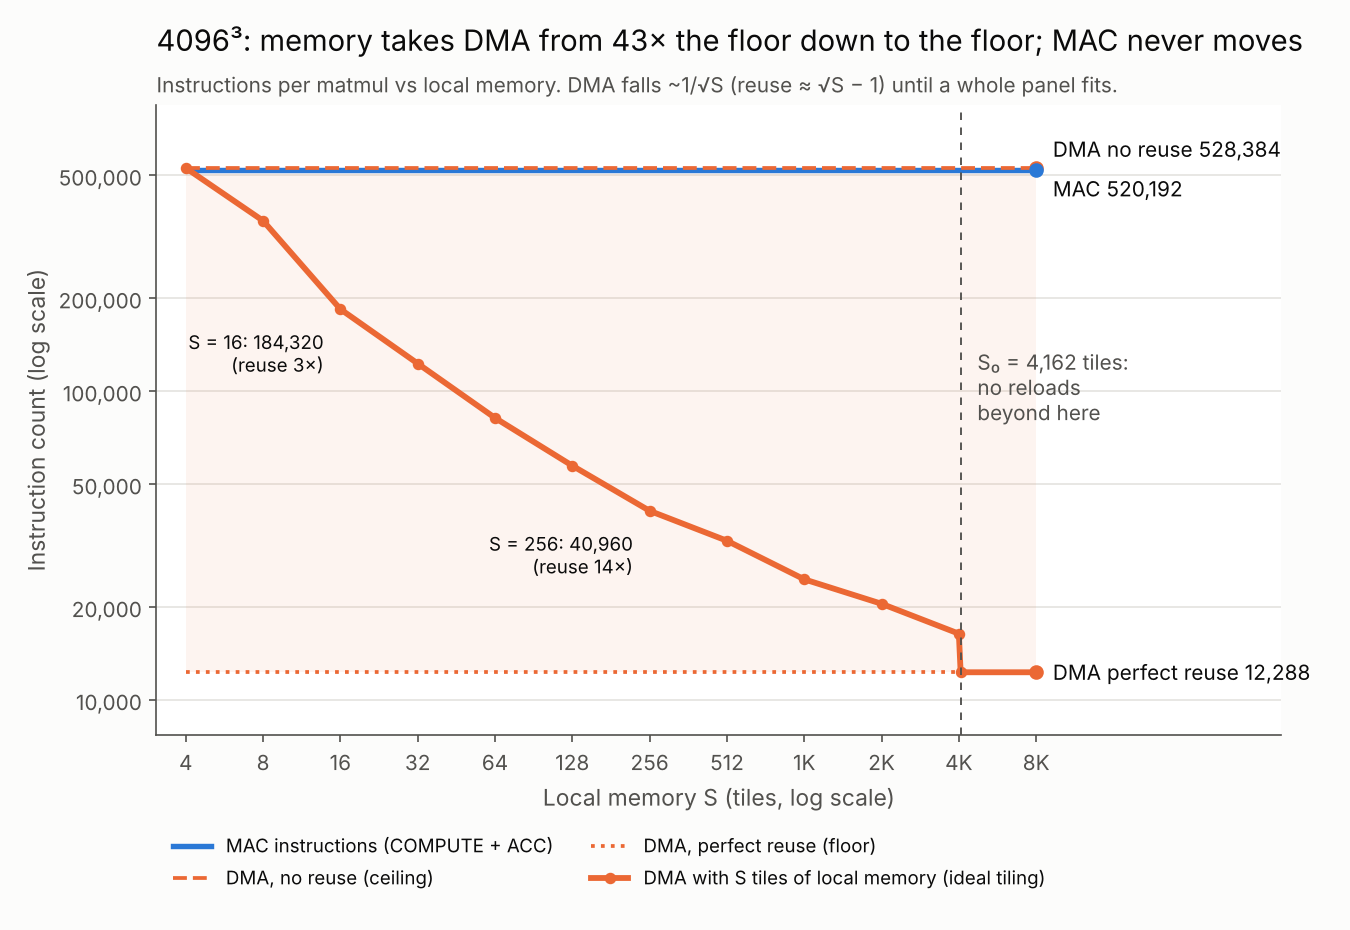 4096³: memory takes DMA from 43× the floor down to the floor; MAC never moves
Instructions per matmul vs local memory. DMA falls ~1/√S (reuse ≈ √S − 1) until a whole panel fits.
Instruction count (log scale)
500,000
200,000
100,000
50,000
20,000
10,000
DMA no reuse 528,384
MAC 520,192
S = 16: 184,320
(reuse 3×)
S₀ = 4,162 tiles:
no reloads
beyond here
S = 256: 40,960
(reuse 14×)
DMA perfect reuse 12,288
4
8
16
32
64
128
256
512
1K
2K
4K
8K
Local memory S (tiles, log scale)
MAC instructions (COMPUTE + ACC)
DMA, no reuse (ceiling)
DMA, perfect reuse (floor)
DMA with S tiles of local memory (ideal tiling)